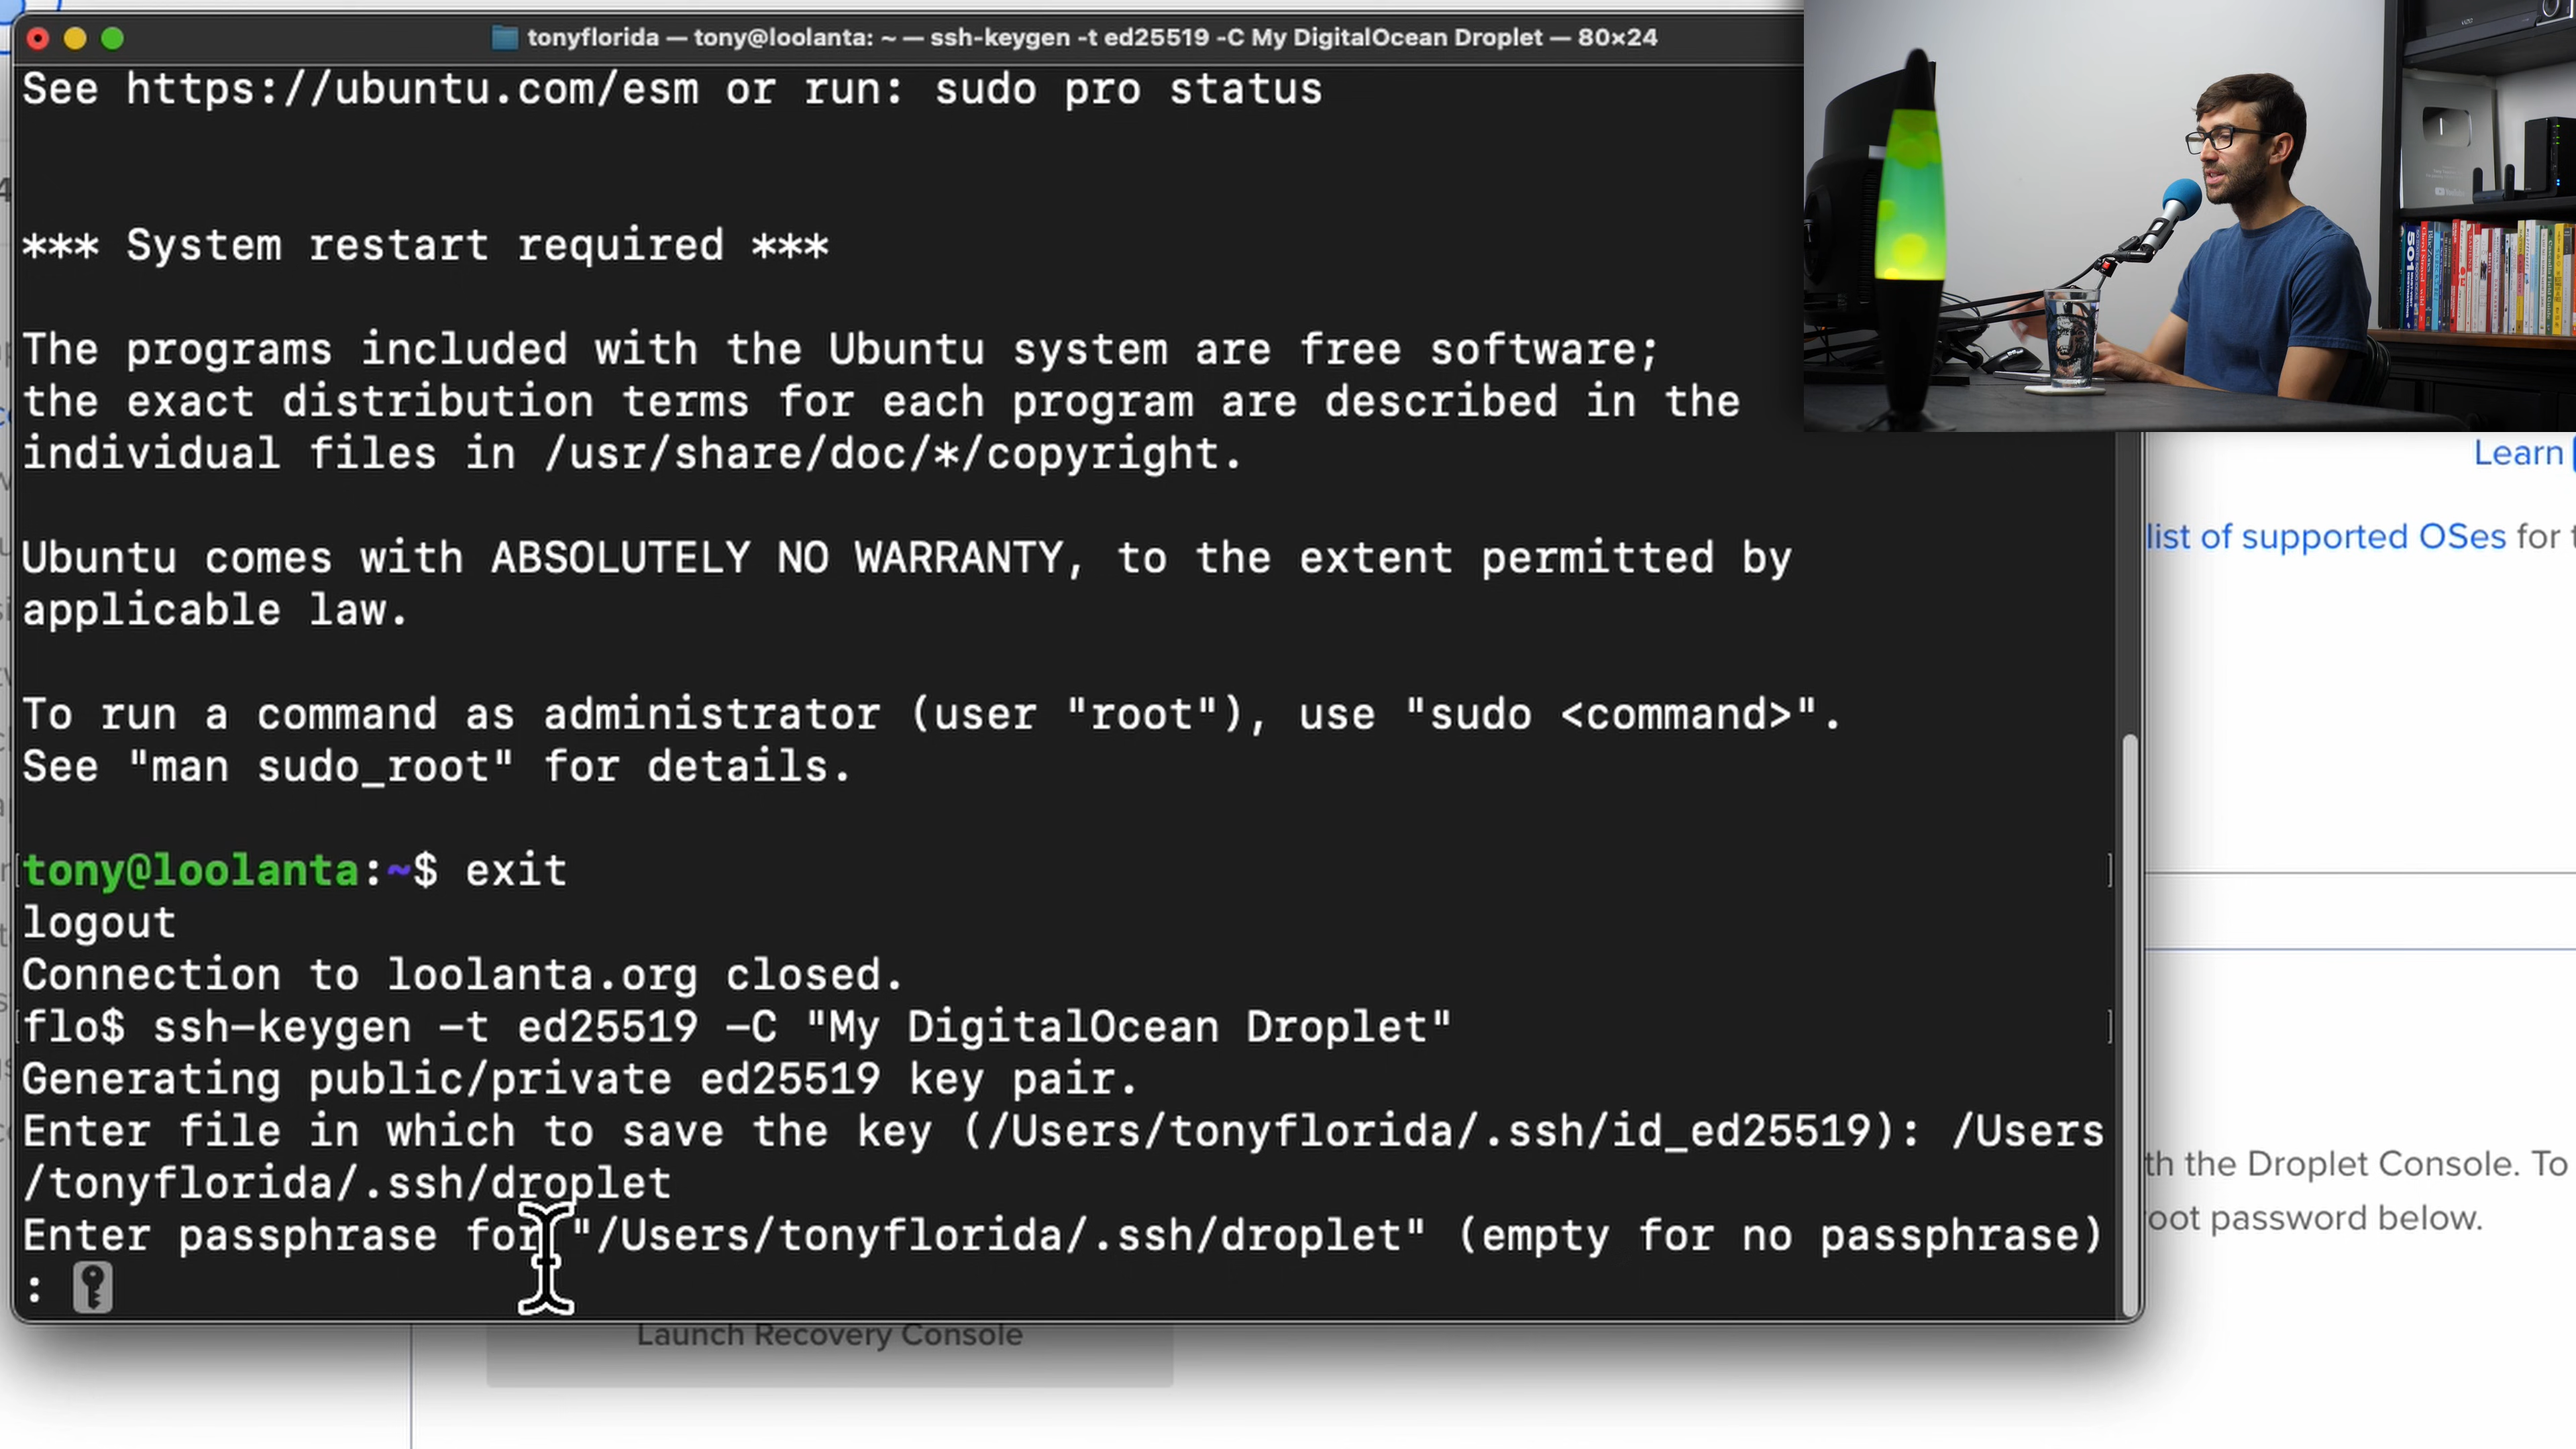 tonyflorida — tony@loolanta: ~ — ssh-keygen -t ed25519 -C My DigitalOcean Droplet — 80×24
See https://ubuntu.com/esm or run: sudo pro status
*** System restart required ***
The programs included with the Ubuntu system are free software;
the exact distribution terms for each program are described in the
individual files in /usr/share/doc/*/copyright.
Ubuntu comes with ABSOLUTELY NO WARRANTY, to the extent permitted by
applicable law.
To run a command as administrator (user "root"), use "sudo <command>".
See "man sudo_root" for details.
[tony@loolanta:~$ exit ]
logout
Connection to loolanta.org closed.
[flo$ ssh-keygen -t ed25519 -C "My DigitalOcean Droplet" ]
Generating public/private ed25519 key pair.
Enter file in which to save the key (/Users/tonyflorida/.ssh/id_ed25519): /Users
/tonyflorida/.ssh/droplet
Enter passphrase for "/Users/tonyflorida/.ssh/droplet" (empty for no passphrase)
:
Learn
list of supported OSes for
the Droplet Console. To
password below.
Launch Recovery Console
501
VIZIO
YouTube